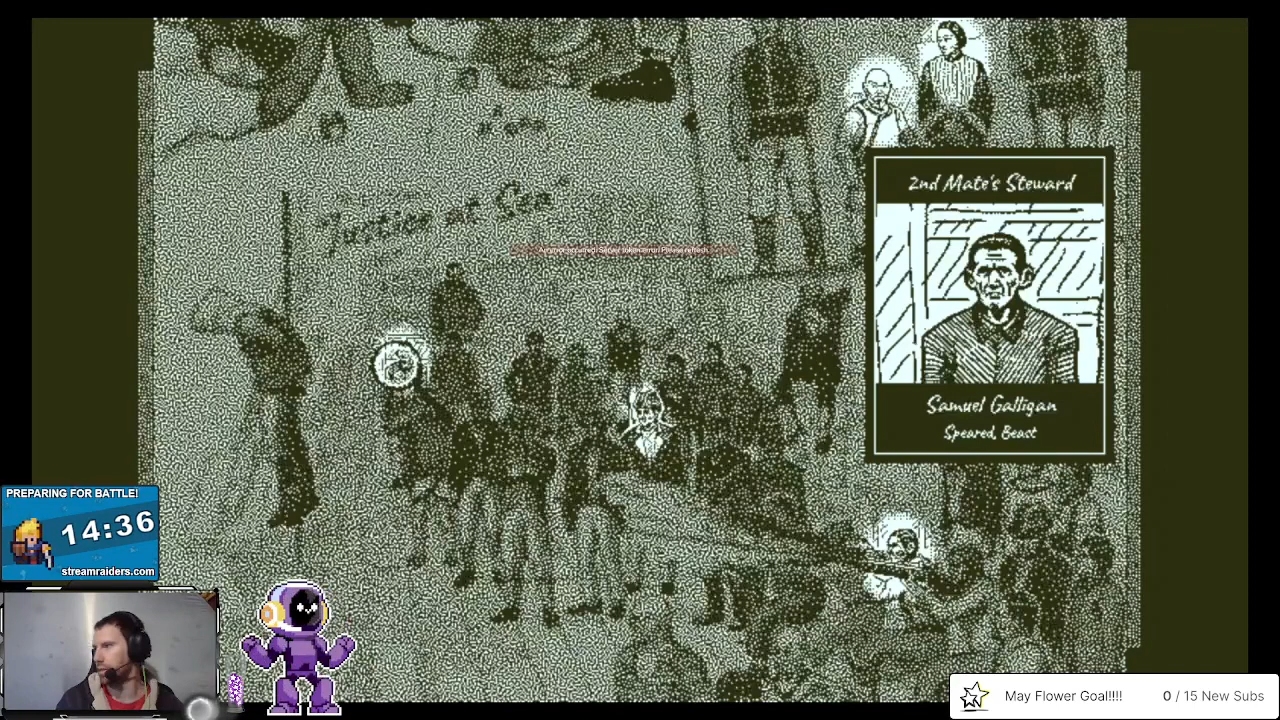 2nd Mate's Steward
Justice at Sea"
Samuel Galligan
Speared, Beast
PREPARING FOR BATTLE!
14:36
streamraiders.com
May Flower Goal!!!! 0 / 15 New Subs